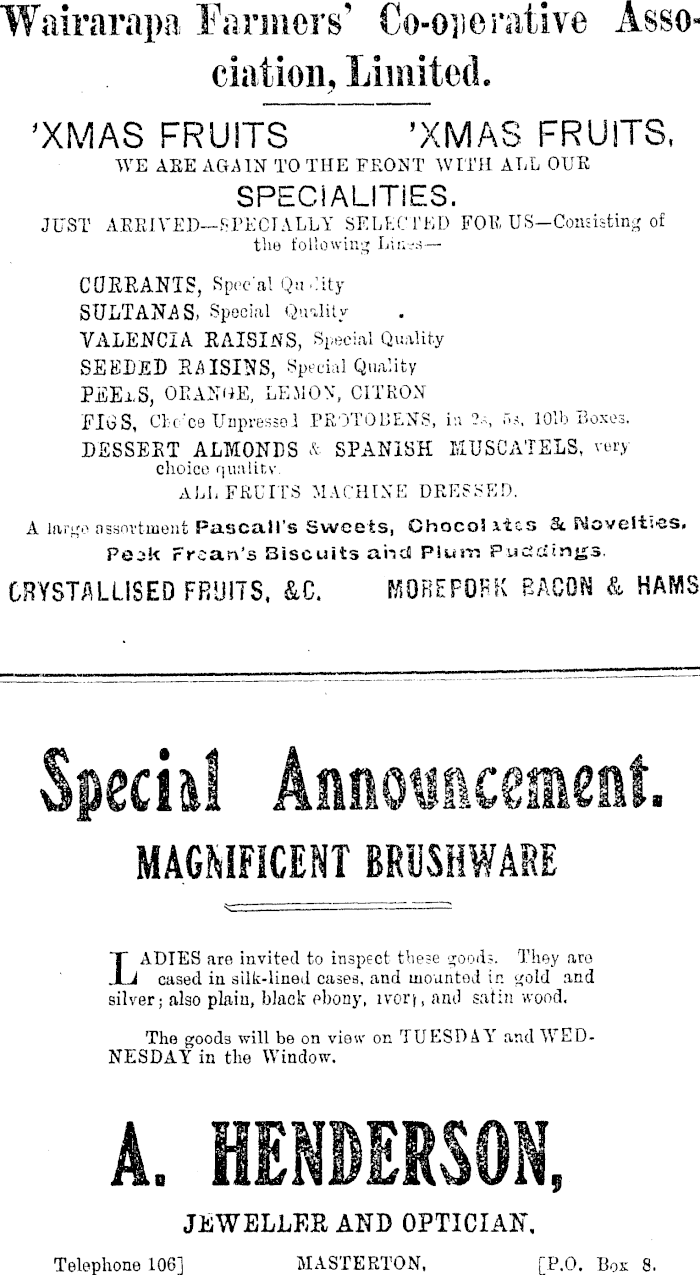 Wairarapa Farmers' Co-operative Asso-
ciation, Limited.
'XMAS FRUITS 'XMAS FRUITS,
WE ARE AGAIN TO THE FRONT WITH ALL OUR
SPECIALITIES.
JUST ARRIVED—SPECIALLY SELECTED FOR US—Consisting of
the following Lines—
CURRANTS, Special Quality
SULTANAS, Special Quality
VALENCIA RAISINS, Special Quality
SEEDED RAISINS, Special Quality
PEELS, ORANGE, LEMON, CITRON
FIGS, Choice Unpressed PROTOBENS, in 2s, 5s, 10lb Boxes.
DESSERT ALMONDS & SPANISH MUSCATELS, very
choice quality.
ALL FRUITS MACHINE DRESSED.
A large assortment Pascall's Sweets, Chocolates & Novelties.
Peek Frean's Biscuits and Plum Puddings.
CRYSTALLISED FRUITS, &C. MOREPORK BACON & HAMS
Special Announcement.
MAGNIFICENT BRUSHWARE
LADIES are invited to inspect these goods. They are
cased in silk-lined cases, and mounted in gold and
silver; also plain, black ebony, ivory, and satin wood.
The goods will be on view on TUESDAY and WED-
NESDAY in the Window.
A. HENDERSON,
JEWELLER AND OPTICIAN,
Telephone 106] MASTERTON, [P.O. Box 8.